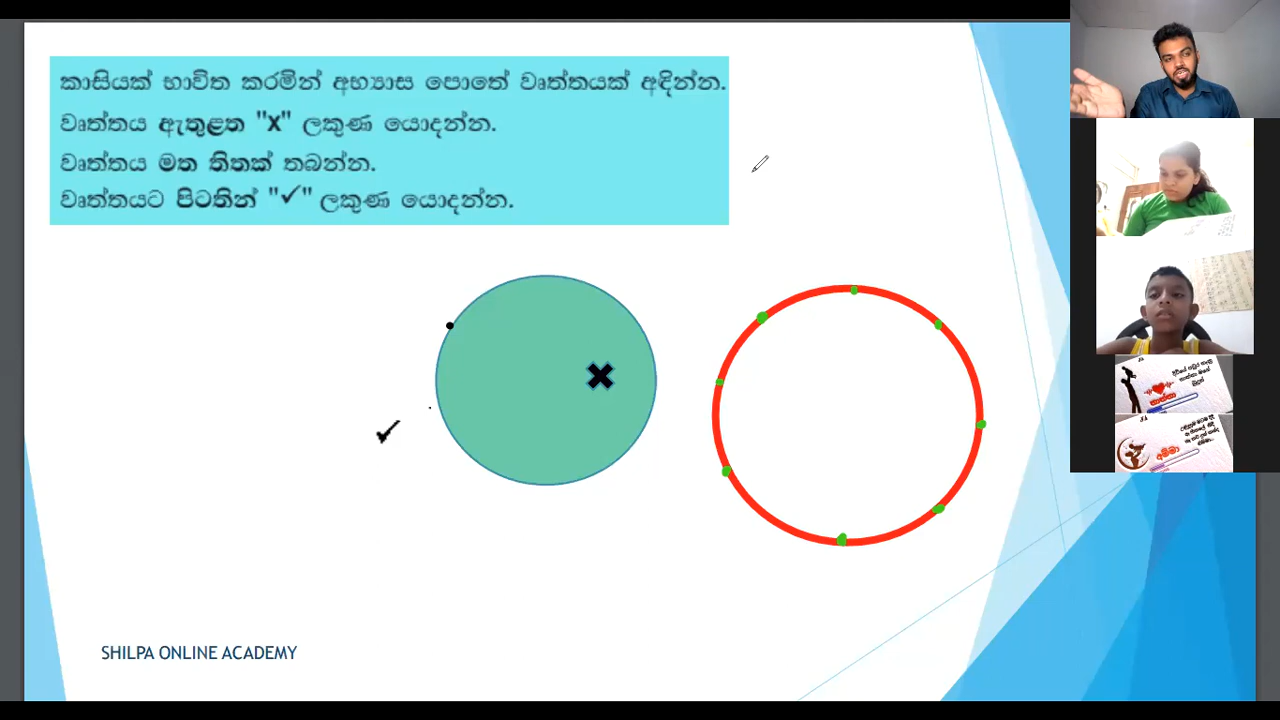 කාසියක් භාවිත කරමින් අභ්‍යාස පොතේ වෘත්තයක් අඳින්න.
වෘත්තය ඇතුළත "x" ලකුණ යොදන්න.
වෘත්තය මත තිතක් තබන්න.
වෘත්තයට පිටතින් "✓" ලකුණ යොදන්න.
SHILPA ONLINE ACADEMY
තාත්තා
අම්මා